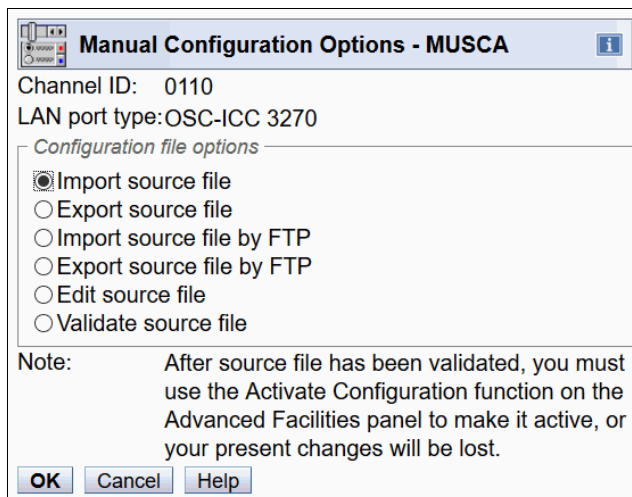 Manual Configuration Options - MUSCA
i
Channel ID: 0110
LAN port type: OSC-ICC 3270
Configuration file options
Import source file
Export source file
Import source file by FTP
Export source file by FTP
Edit source file
Validate source file
Note: After source file has been validated, you must
use the Activate Configuration function on the
Advanced Facilities panel to make it active, or
your present changes will be lost.
OK Cancel Help